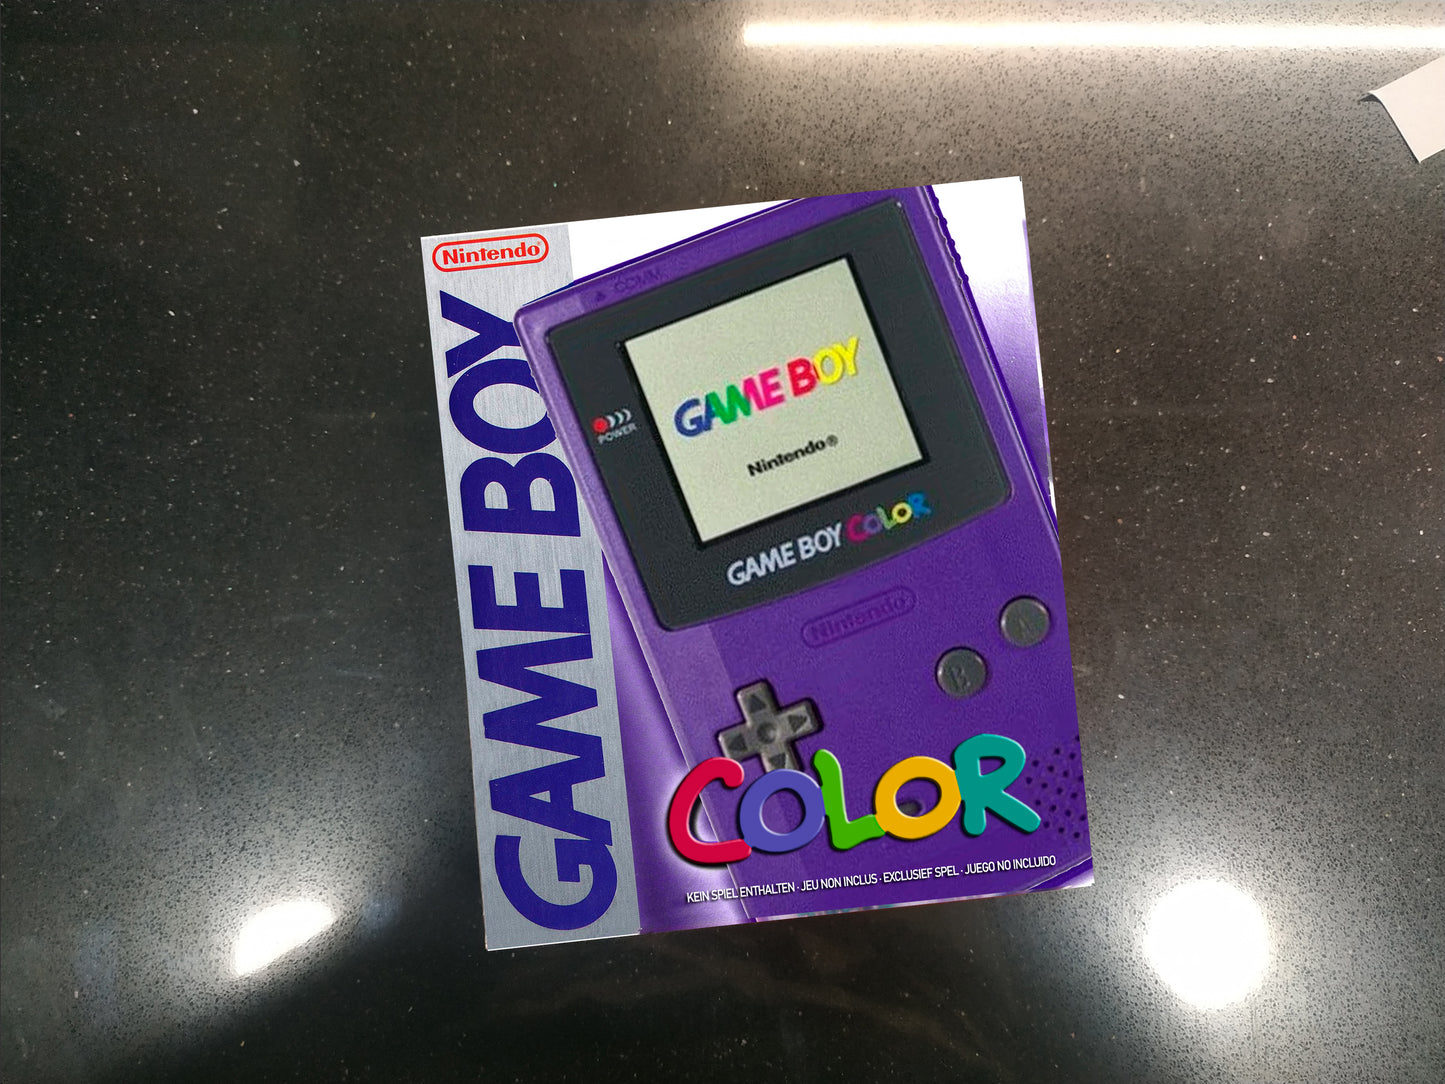 Nintendo®
GAME BOY
COMM
POWER
GAME BOY
Nintendo®
GAME BOY COLOR
Nintendo
A
B
COLOR
KEIN SPIEL ENTHALTEN · JEU NON INCLUS · EXCLUSIEF SPEL · JUEGO NO INCLUIDO